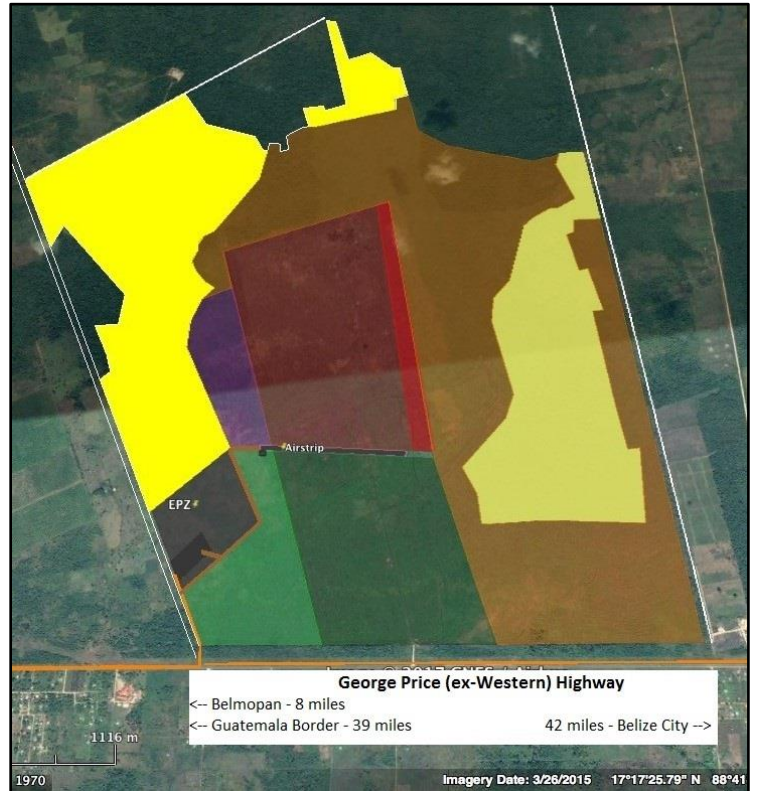 Airstrip
EPZ
George Price (ex-Western) Highway
<-- Belmopan - 8 miles
<-- Guatemala Border - 39 miles 42 miles - Belize City -->
1116 m
1970 Imagery Date: 3/26/2015 17°17'25.79" N 88°41